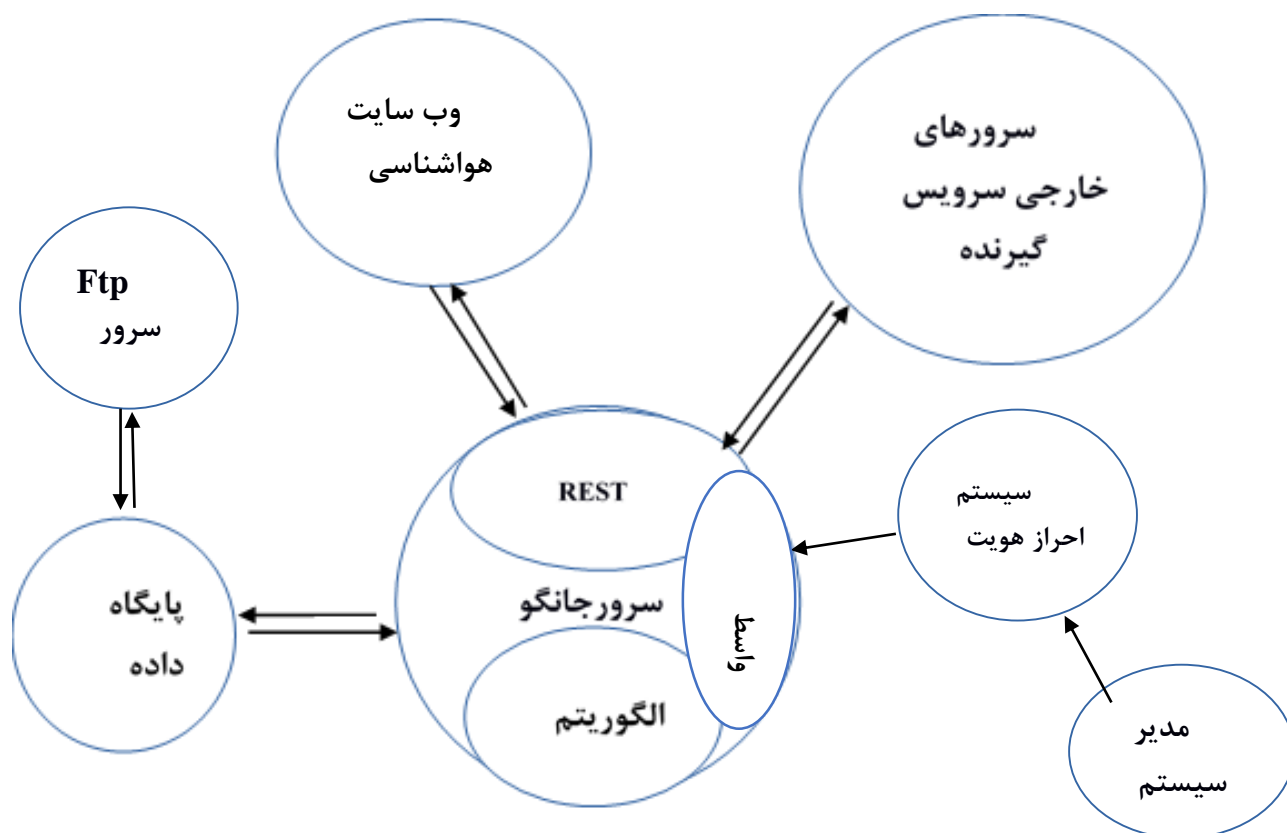 وب سایت
هواشناسی
سرورهای
خارجی سرویس
گیرنده
Ftp
سرور
REST
سیستم
احراز هویت
سرورجانگو
واسط
پایگاه
داده
الگوریتم
مدیر
سیستم